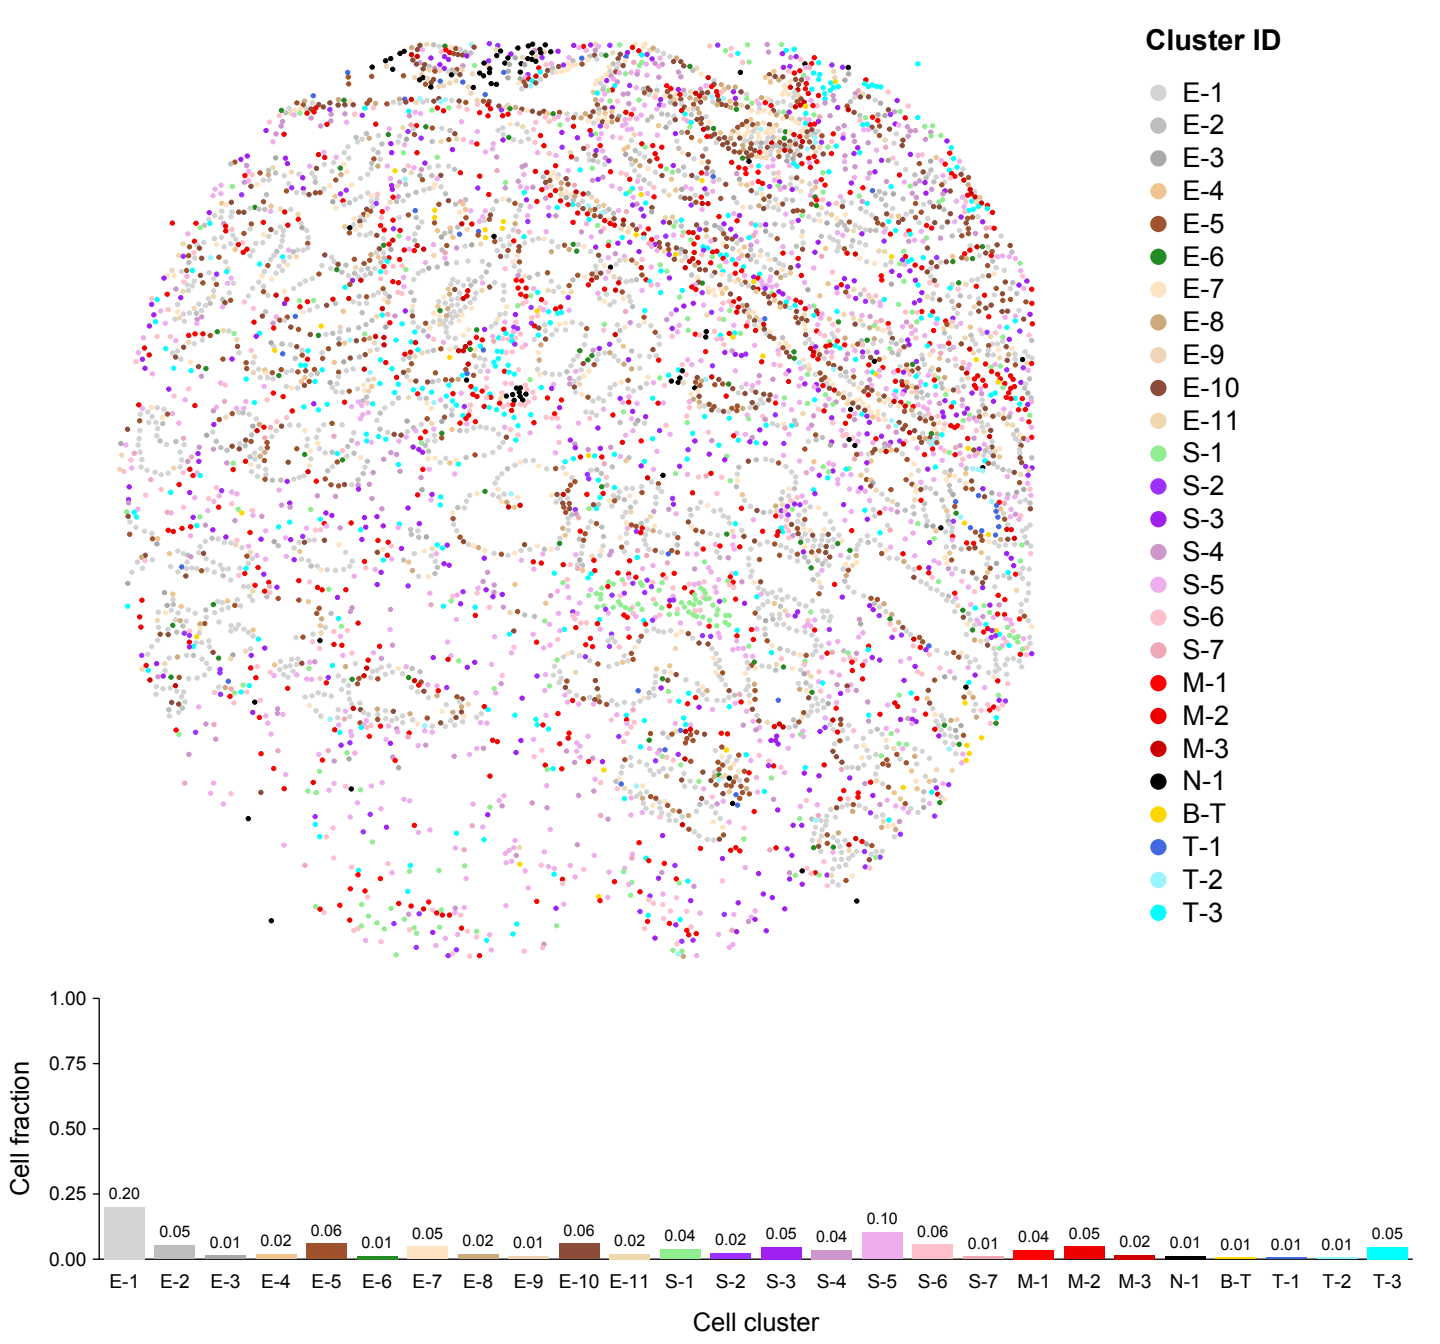 Cluster ID
E-1
E-2
E-3
E-4
E-5
E-6
E-7
E-8
E-9
E-10
E-11
S-1
S-2
S-3
S-4
S-5
S-6
S-7
M-1
M-2
M-3
N-1
B-T
T-1
T-2
T-3
1.00
0.75
0.50
0.25
0.00
Cell fraction
0.20 0.05 0.01 0.02 0.06 0.01 0.05 0.02 0.01 0.06 0.02 0.04 0.02 0.05 0.04 0.10 0.06 0.01 0.04 0.05 0.02 0.01 0.01 0.01 0.01 0.05
E-1 E-2 E-3 E-4 E-5 E-6 E-7 E-8 E-9 E-10 E-11 S-1 S-2 S-3 S-4 S-5 S-6 S-7 M-1 M-2 M-3 N-1 B-T T-1 T-2 T-3
Cell cluster